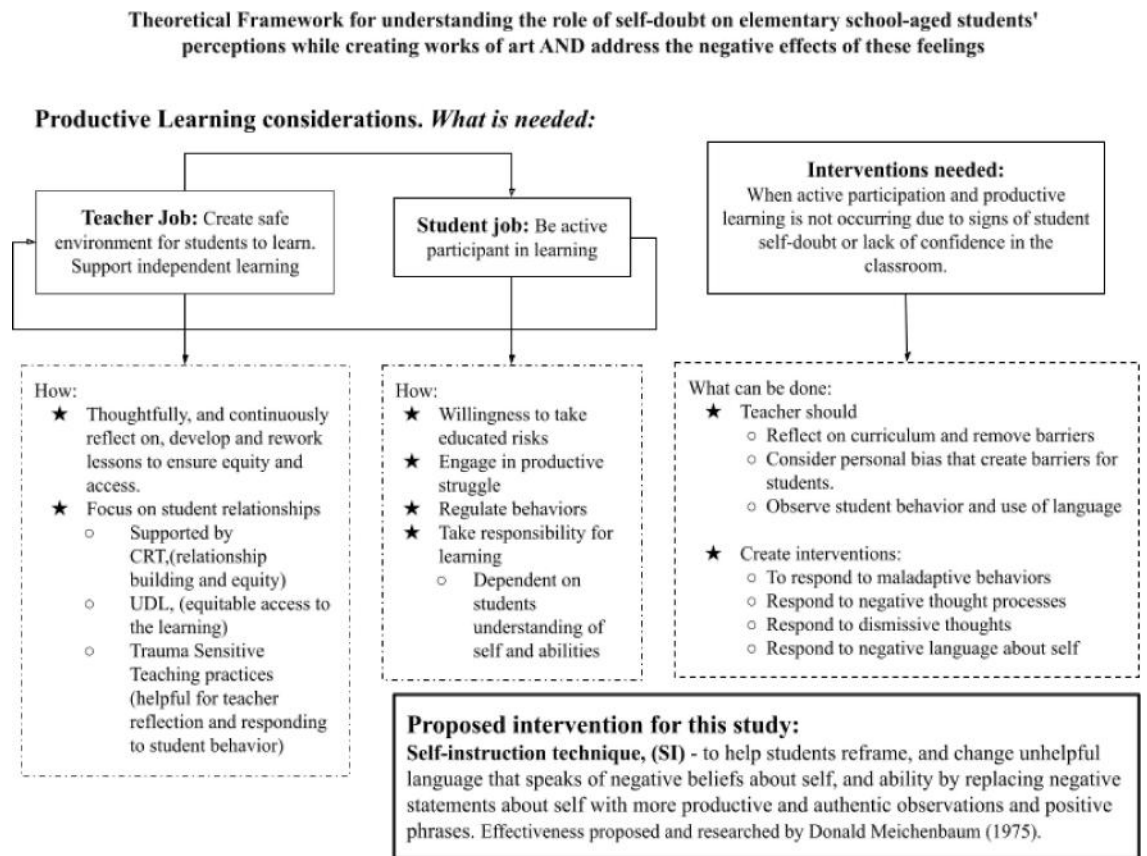 Theoretical Framework for understanding the role of self-doubt on elementary school-aged students'
perceptions while creating works of art AND address the negative effects of these feelings
Productive Learning considerations. What is needed:
Teacher Job: Create safe
environment for students to learn.
Support independent learning
Student job: Be active
participant in learning
Interventions needed:
When active participation and productive
learning is not occurring due to signs of student
self-doubt or lack of confidence in the
classroom.
How:
★ Thoughtfully, and continuously
reflect on, develop and rework
lessons to ensure equity and
access.
★ Focus on student relationships
○ Supported by
CRT,(relationship
building and equity)
○ UDL, (equitable access to
the learning)
○ Trauma Sensitive
Teaching practices
(helpful for teacher
reflection and responding
to student behavior)
How:
★ Willingness to take
educated risks
★ Engage in productive
struggle
★ Regulate behaviors
★ Take responsibility for
learning
○ Dependent on
students
understanding of
self and abilities
What can be done:
★ Teacher should
○ Reflect on curriculum and remove barriers
○ Consider personal bias that create barriers for
students.
○ Observe student behavior and use of language
★ Create interventions:
○ To respond to maladaptive behaviors
○ Respond to negative thought processes
○ Respond to dismissive thoughts
○ Respond to negative language about self
Proposed intervention for this study:
Self-instruction technique, (SI) - to help students reframe, and change unhelpful
language that speaks of negative beliefs about self, and ability by replacing negative
statements about self with more productive and authentic observations and positive
phrases. Effectiveness proposed and researched by Donald Meichenbaum (1975).